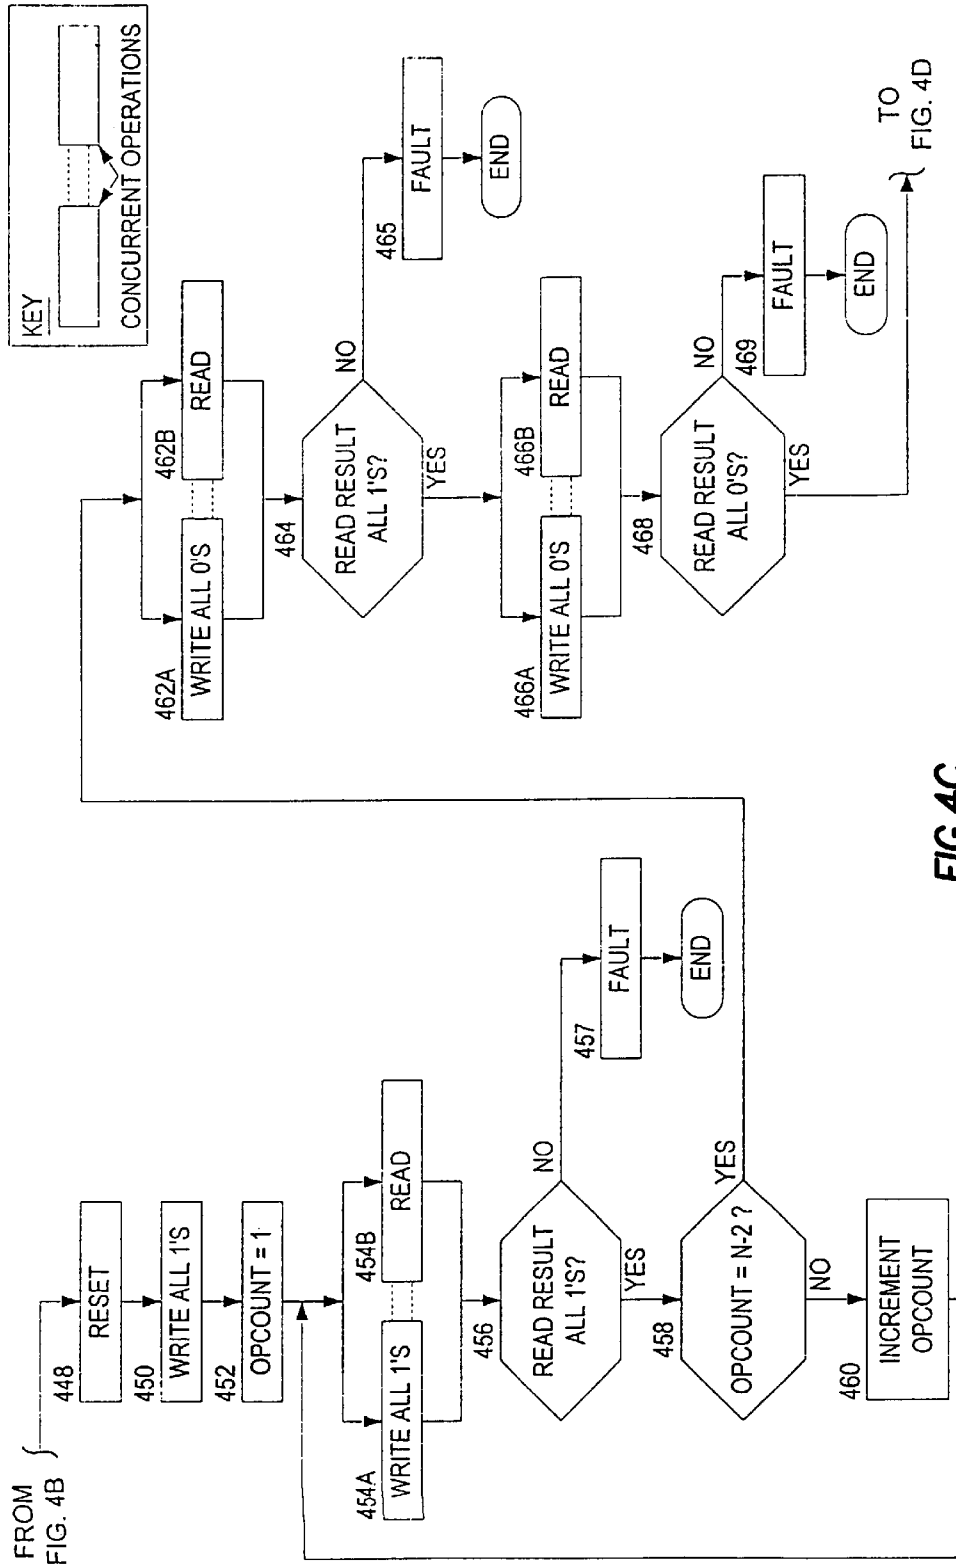 FROM
FIG. 4B
448
RESET
450
WRITE ALL 1'S
452
OPCOUNT = 1
454A
WRITE ALL 1'S
454B
READ
456
READ RESULT
ALL 1'S?
NO
YES
457
FAULT
END
458
OPCOUNT = N-2 ?
YES
NO
460
INCREMENT
OPCOUNT
KEY
CONCURRENT OPERATIONS
462A
WRITE ALL 0'S
462B
READ
464
READ RESULT
ALL 1'S?
NO
YES
465
FAULT
END
466A
WRITE ALL 0'S
466B
READ
468
READ RESULT
ALL 0'S?
NO
YES
469
FAULT
END
TO
FIG. 4D
FIG. 4C